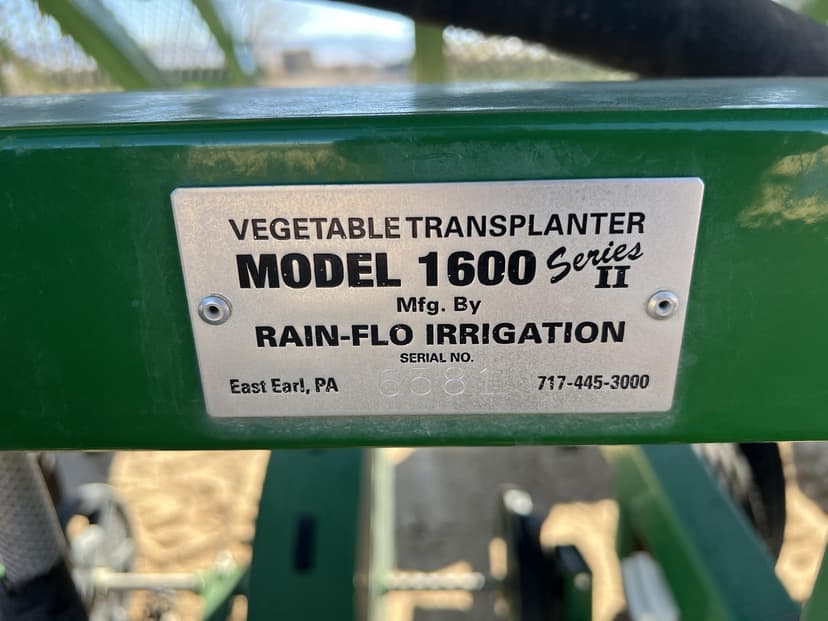 VEGETABLE TRANSPLANTER
MODEL 1600 Series II
Mfg. By
RAIN-FLO IRRIGATION
SERIAL NO.
East Earl, PA 717-445-3000